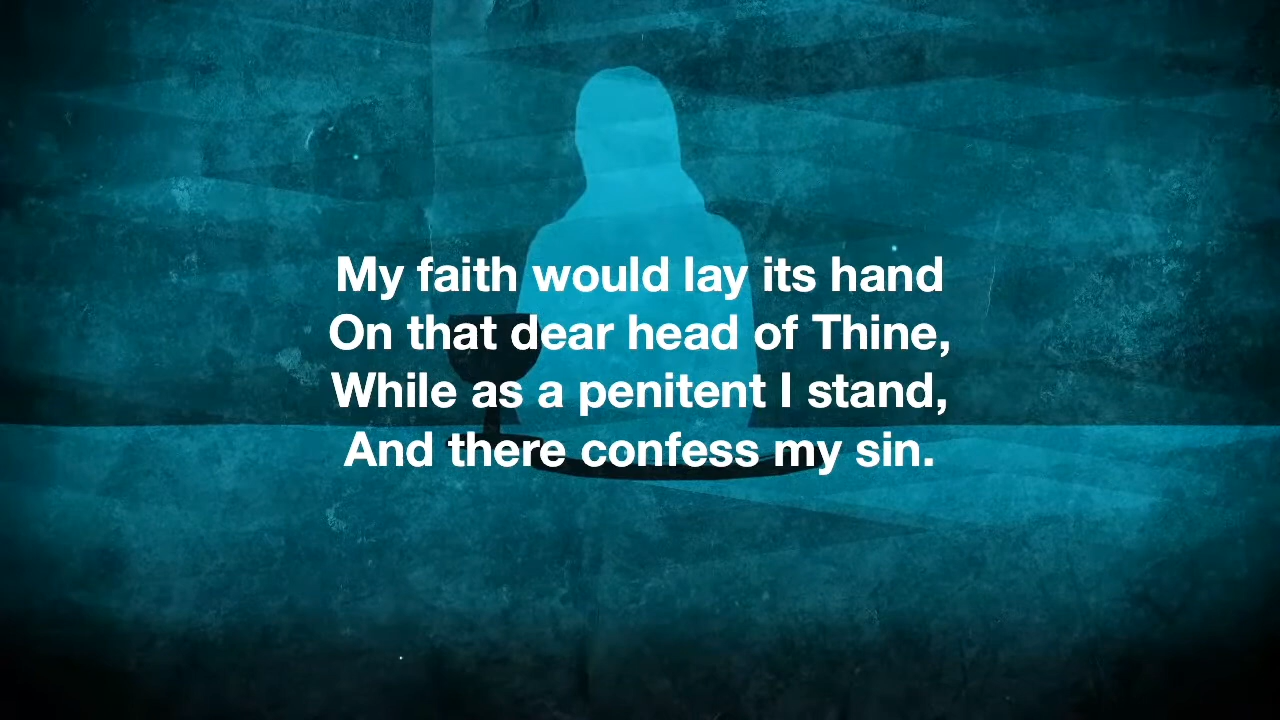 My faith would lay its hand
On that dear head of Thine,
While as a penitent I stand,
And there confess my sin.